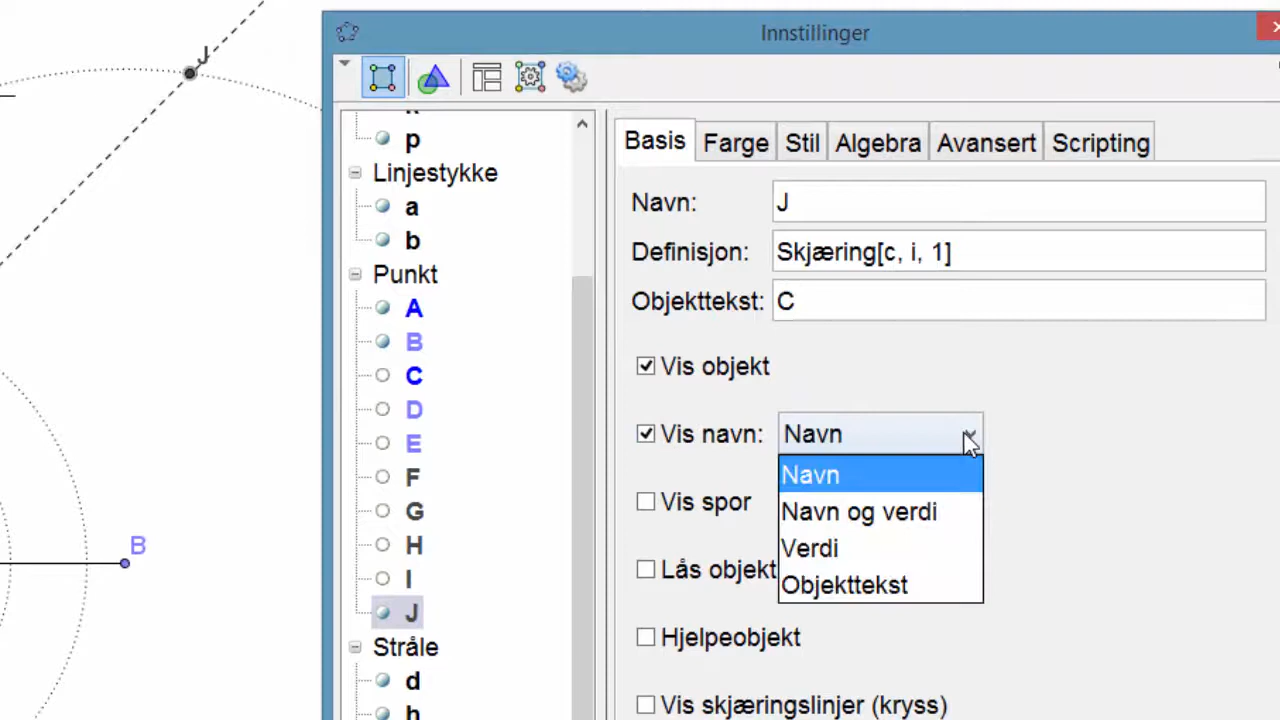 J
B
Innstillinger
p
Linjestykke
a
b
Punkt
A
B
C
D
E
F
G
H
I
J
Stråle
d
h
Basis Farge Stil Algebra Avansert Scripting
Navn: J
Definisjon: Skjæring[c, i, 1]
Objekttekst: C
Vis objekt
Vis navn: Navn
Navn
Navn og verdi
Verdi
Objekttekst
Vis spor
Lås objekt
Hjelpeobjekt
Vis skjæringslinjer (kryss)